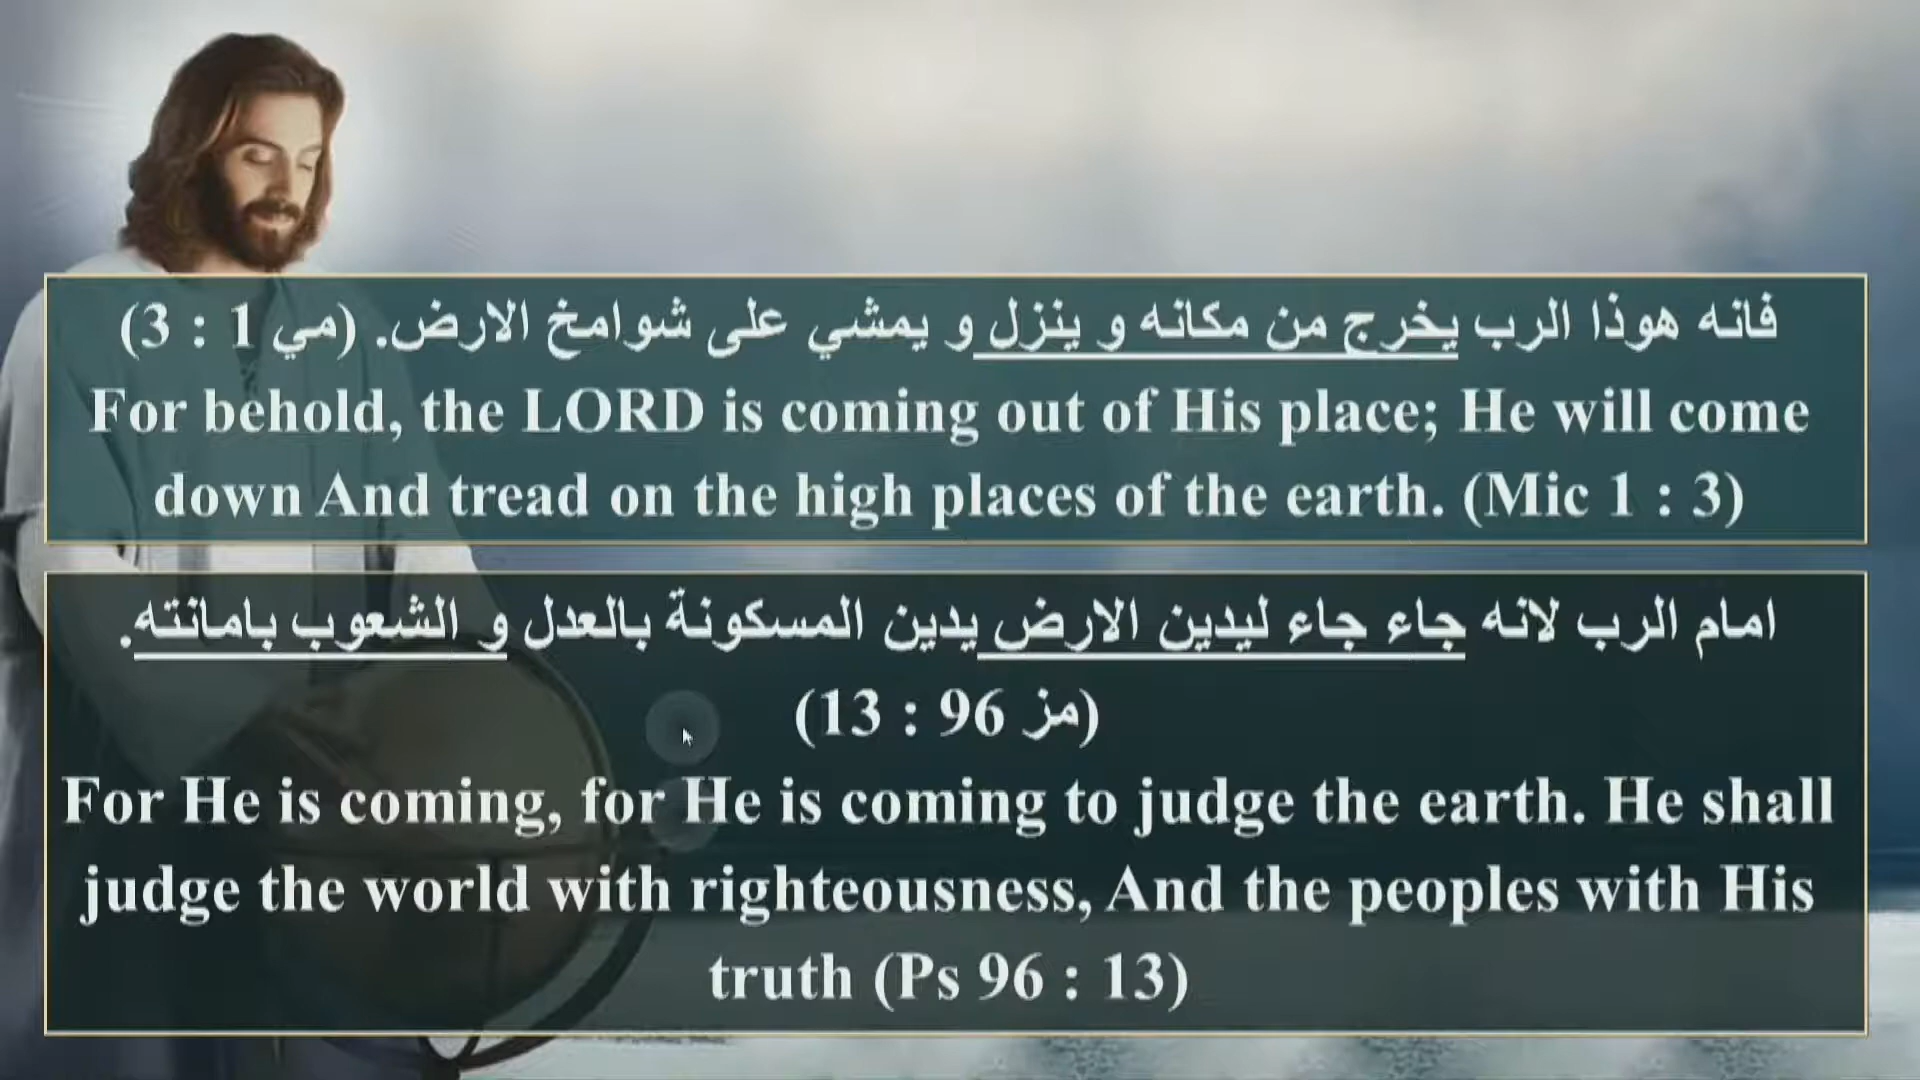 فانه هوذا الرب يخرج من مكانه و ينزل و يمشي على شوامخ الارض. (مي 1 : 3)
For behold, the LORD is coming out of His place; He will come
down And tread on the high places of the earth. (Mic 1 : 3)
امام الرب لانه جاء جاء ليدين الارض يدين المسكونة بالعدل و الشعوب بامانته.
(مز 96 : 13)
For He is coming, for He is coming to judge the earth. He shall
judge the world with righteousness, And the peoples with His
truth (Ps 96 : 13)